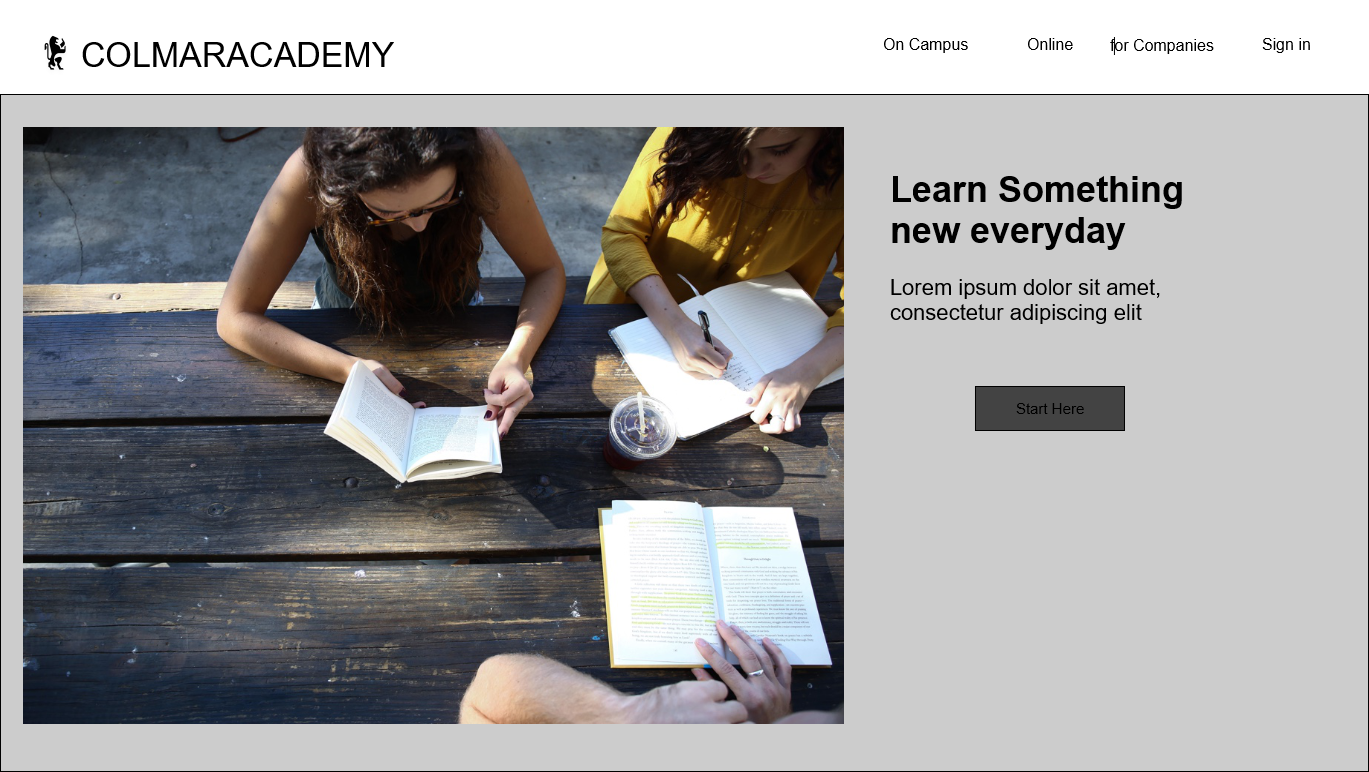 COLMARACADEMY
On Campus
Online
for Companies
Sign in
Learn Something
new everyday
Lorem ipsum dolor sit amet,
consectetur adipiscing elit
Start Here